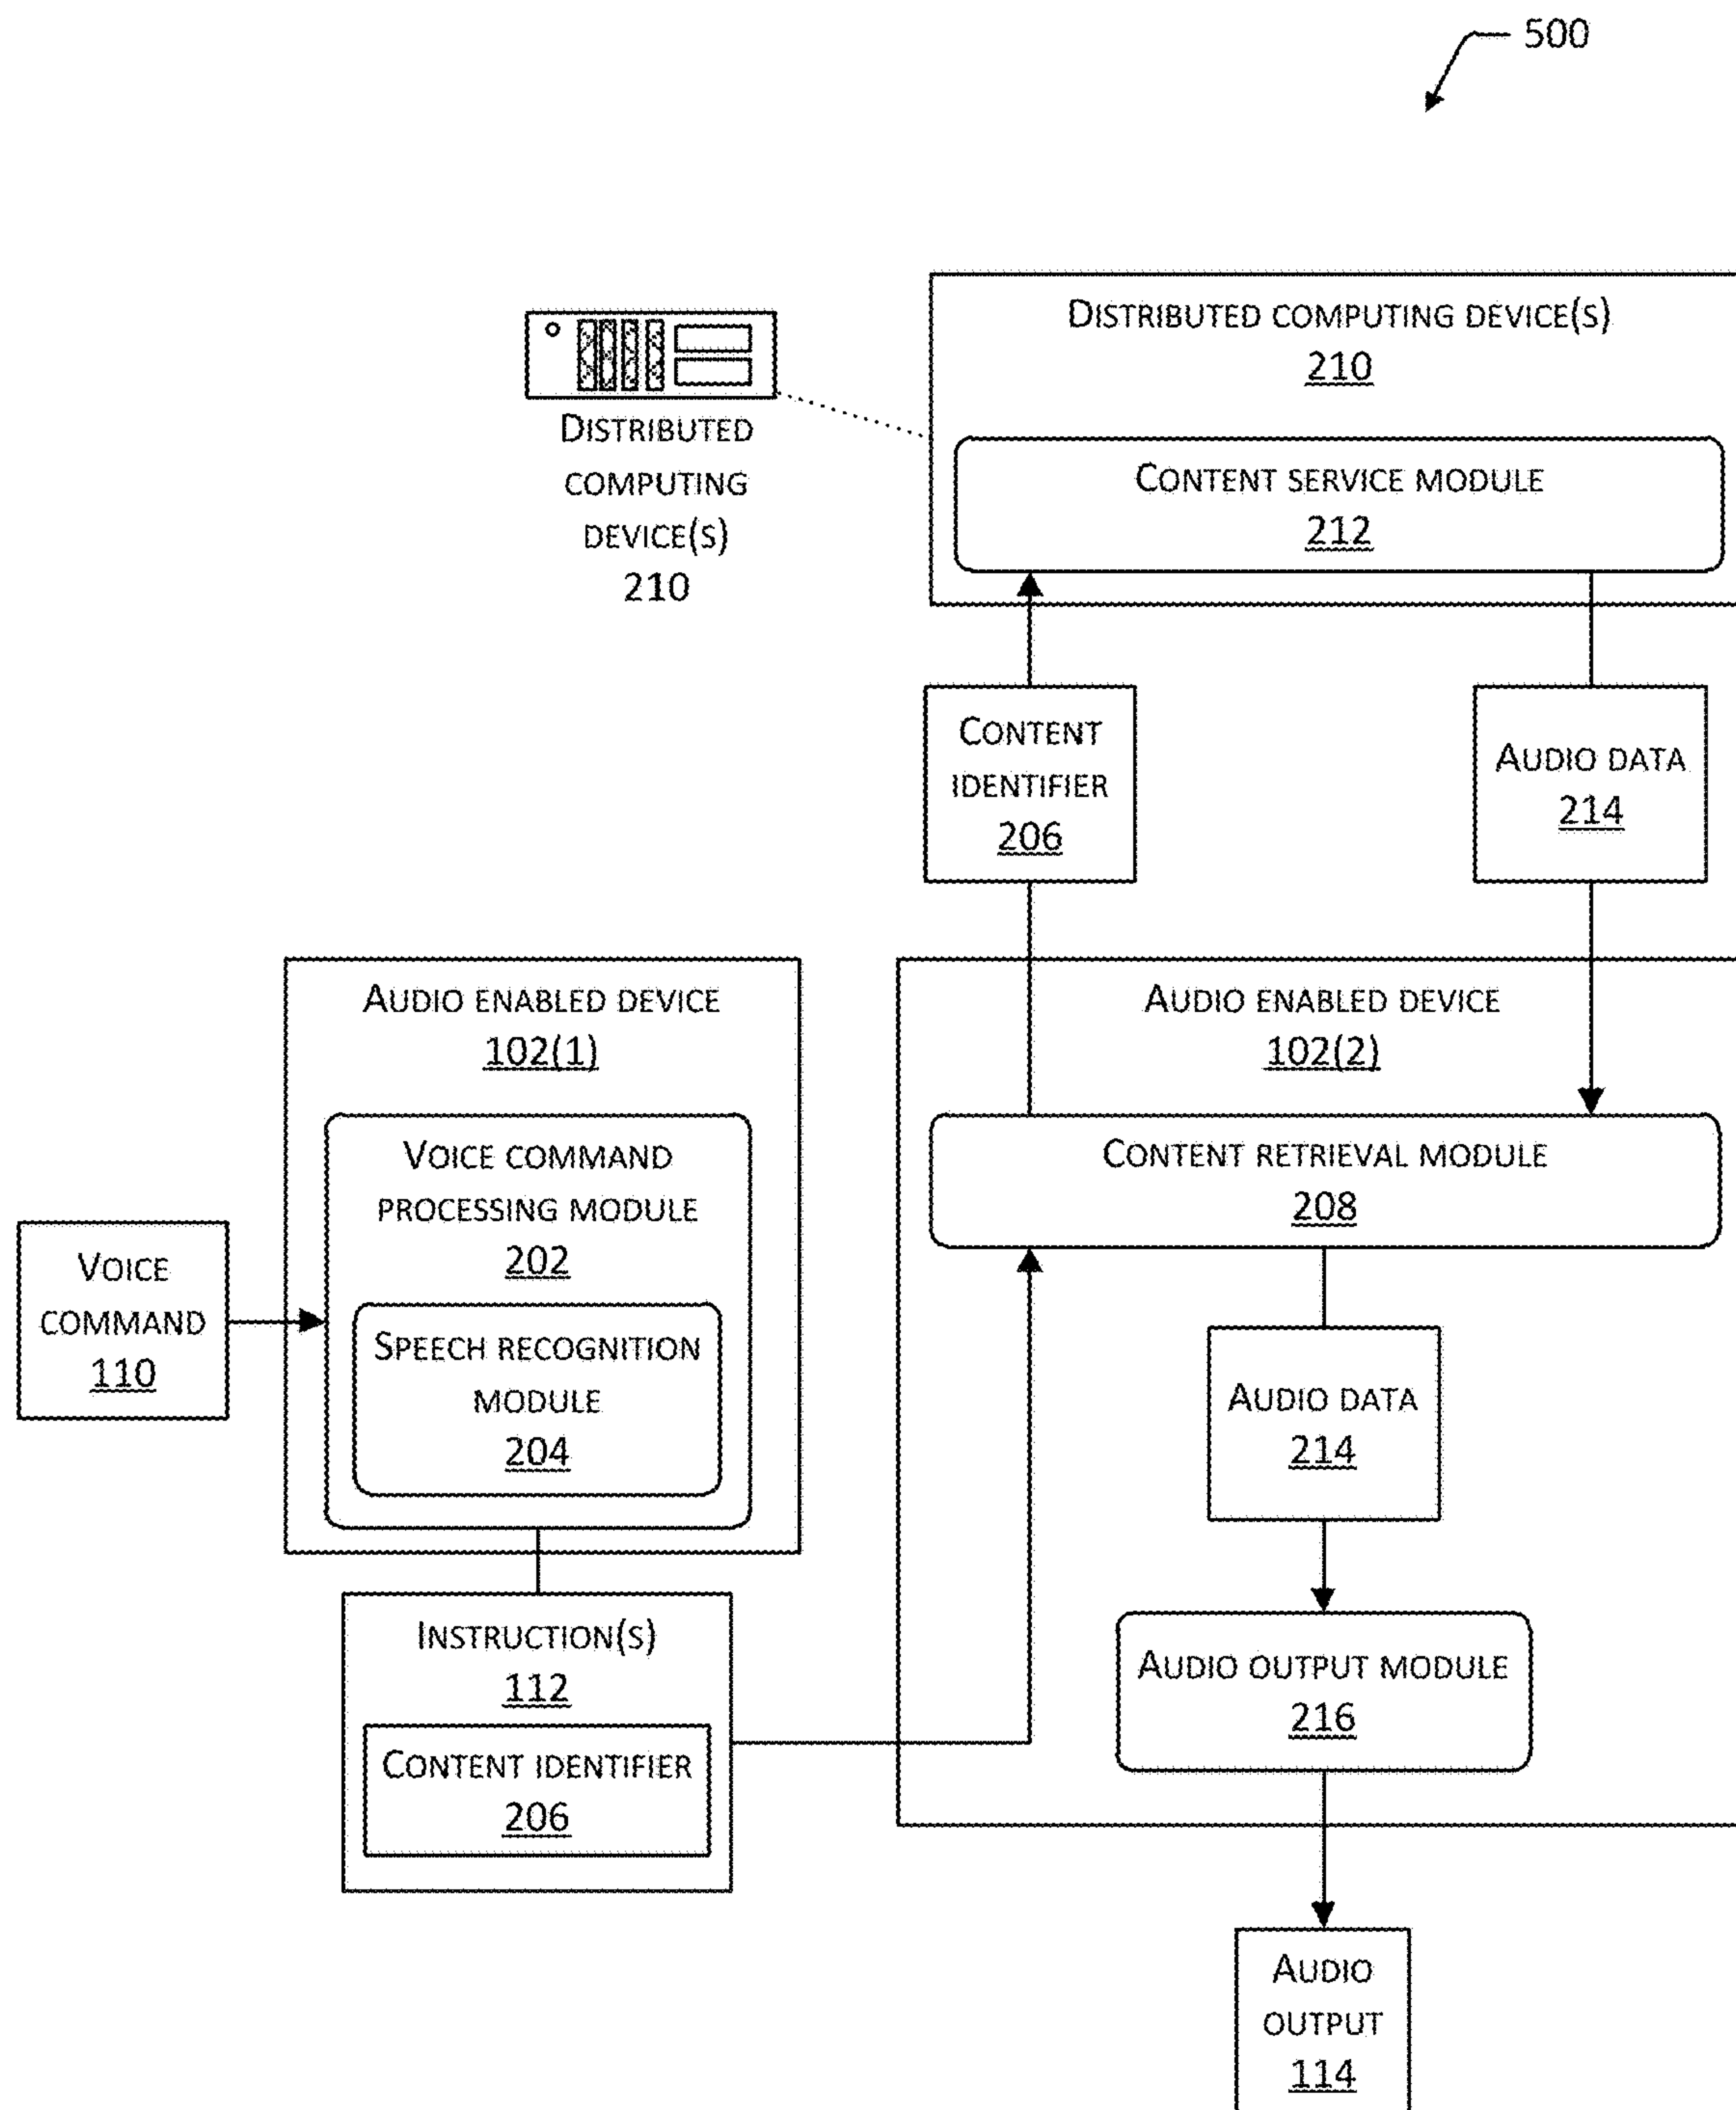 500
DISTRIBUTED COMPUTING DEVICE(S)
210
CONTENT SERVICE MODULE
212
DISTRIBUTED
COMPUTING
DEVICE(S)
210
CONTENT
IDENTIFIER
206
AUDIO DATA
214
AUDIO ENABLED DEVICE
102(1)
VOICE COMMAND
PROCESSING MODULE
202
SPEECH RECOGNITION
MODULE
204
VOICE
COMMAND
110
INSTRUCTION(S)
112
CONTENT IDENTIFIER
206
AUDIO ENABLED DEVICE
102(2)
CONTENT RETRIEVAL MODULE
208
AUDIO DATA
214
AUDIO OUTPUT MODULE
216
AUDIO
OUTPUT
114